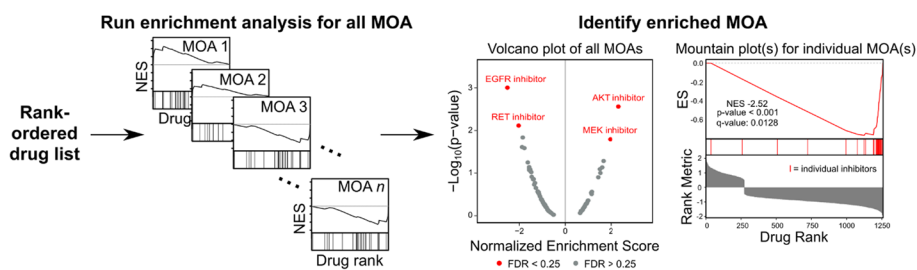 Run enrichment analysis for all MOA
Identify enriched MOA
Rank-
ordered
drug list
NES
MOA 1
Drug
MOA 2
MOA 3
NES
MOA n
Drug rank
Volcano plot of all MOAs
−Log10(p−value)
3
2
1
0
EGFR inhibitor
AKT inhibitor
RET inhibitor
MEK inhibitor
−2
0
2
Normalized Enrichment Score
FDR < 0.25
FDR > 0.25
Mountain plot(s) for individual MOA(s)
ES
0.0
-0.2
-0.4
-0.6
NES -2.52
p-value < 0.001
q-value: 0.0128
Rank Metric
2
1
0
-1
-2
I = individual inhibitors
0
250
500
750
1000
1250
Drug Rank